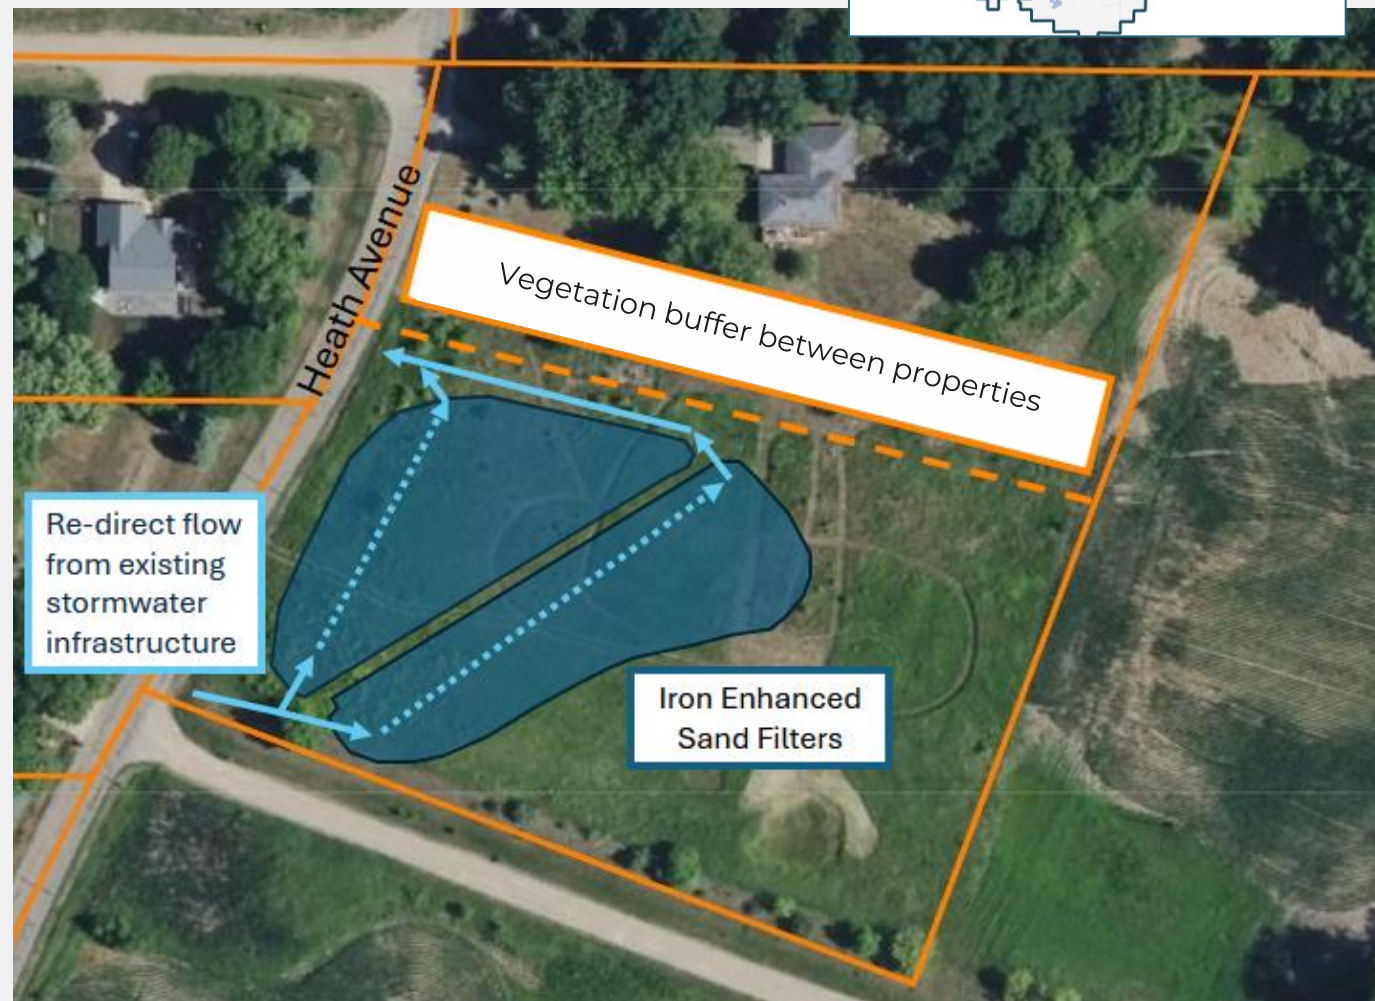 Heath Avenue
Vegetation buffer between properties
Re-direct flow
from existing
stormwater
infrastructure
Iron Enhanced
Sand Filters